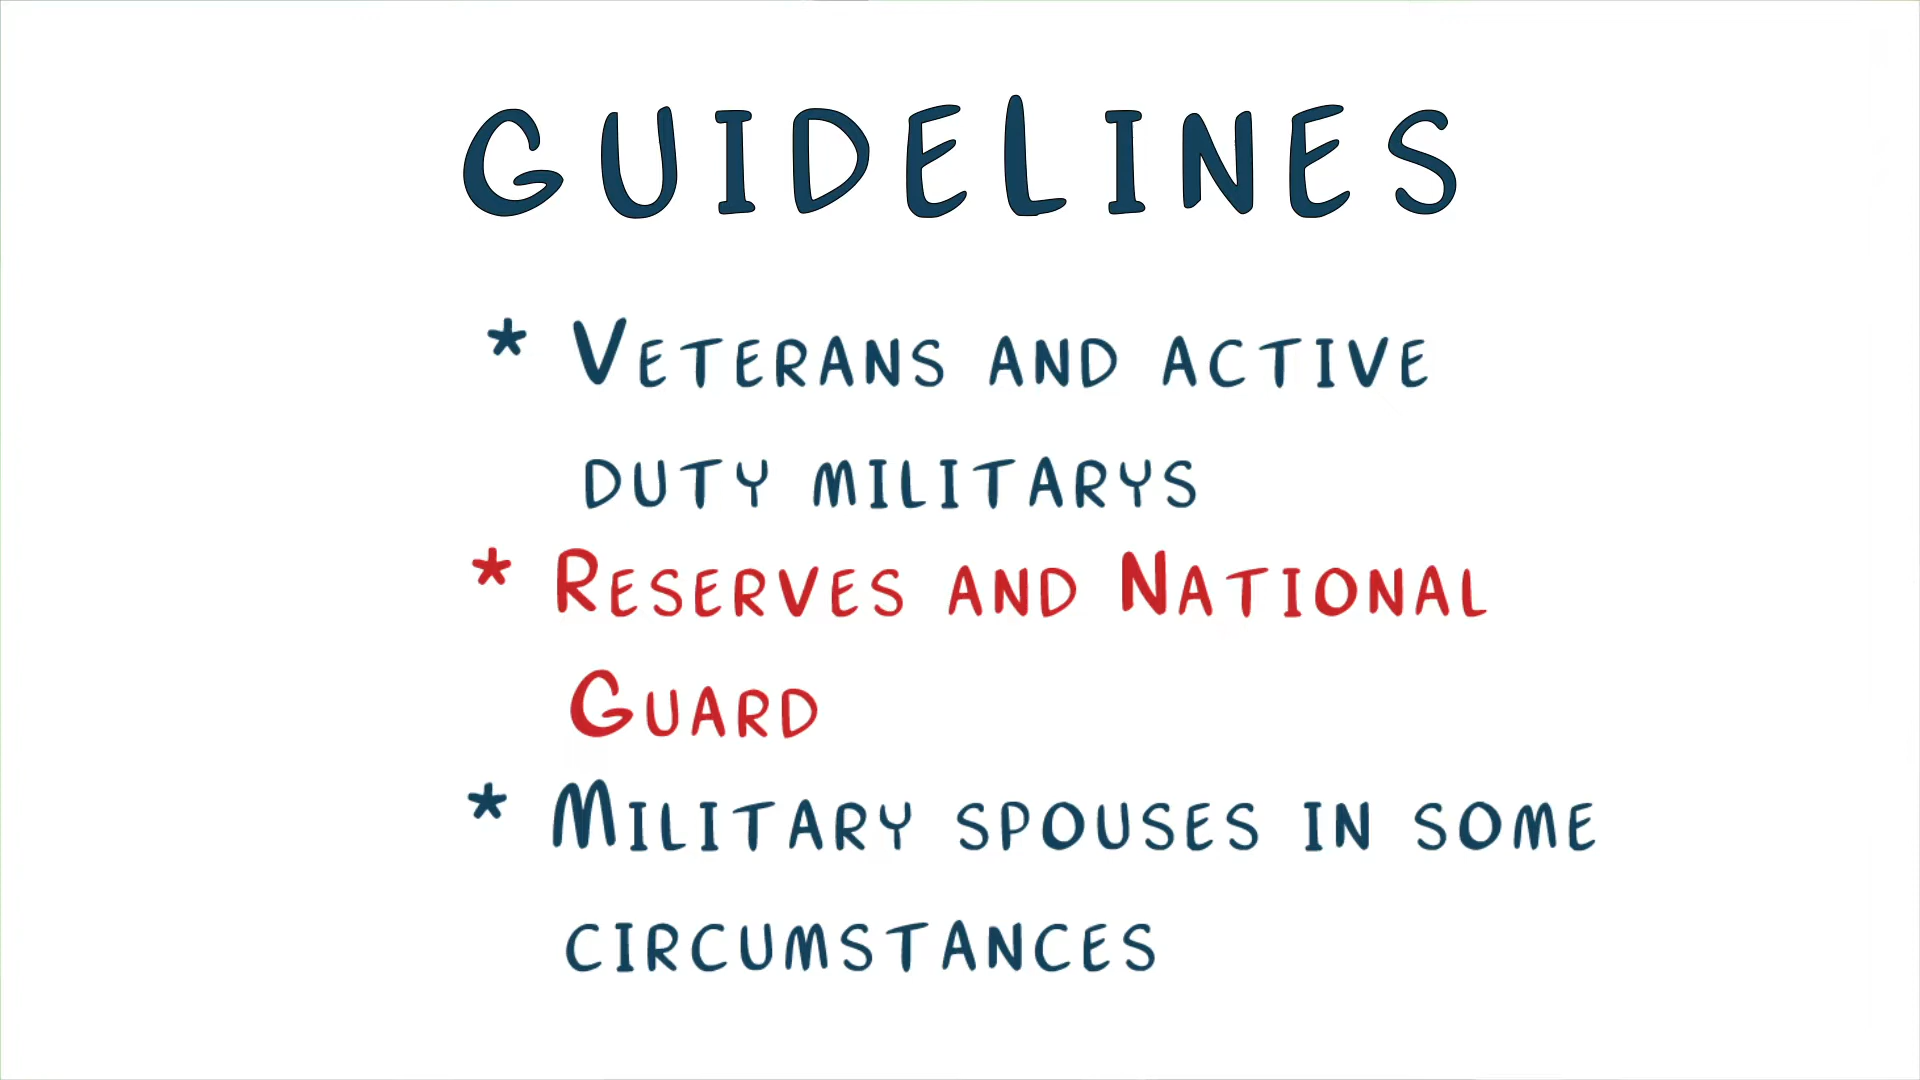 GUIDELINES
* Veterans and active
duty militarys
* Reserves and National
Guard
* Military spouses in some
circumstances